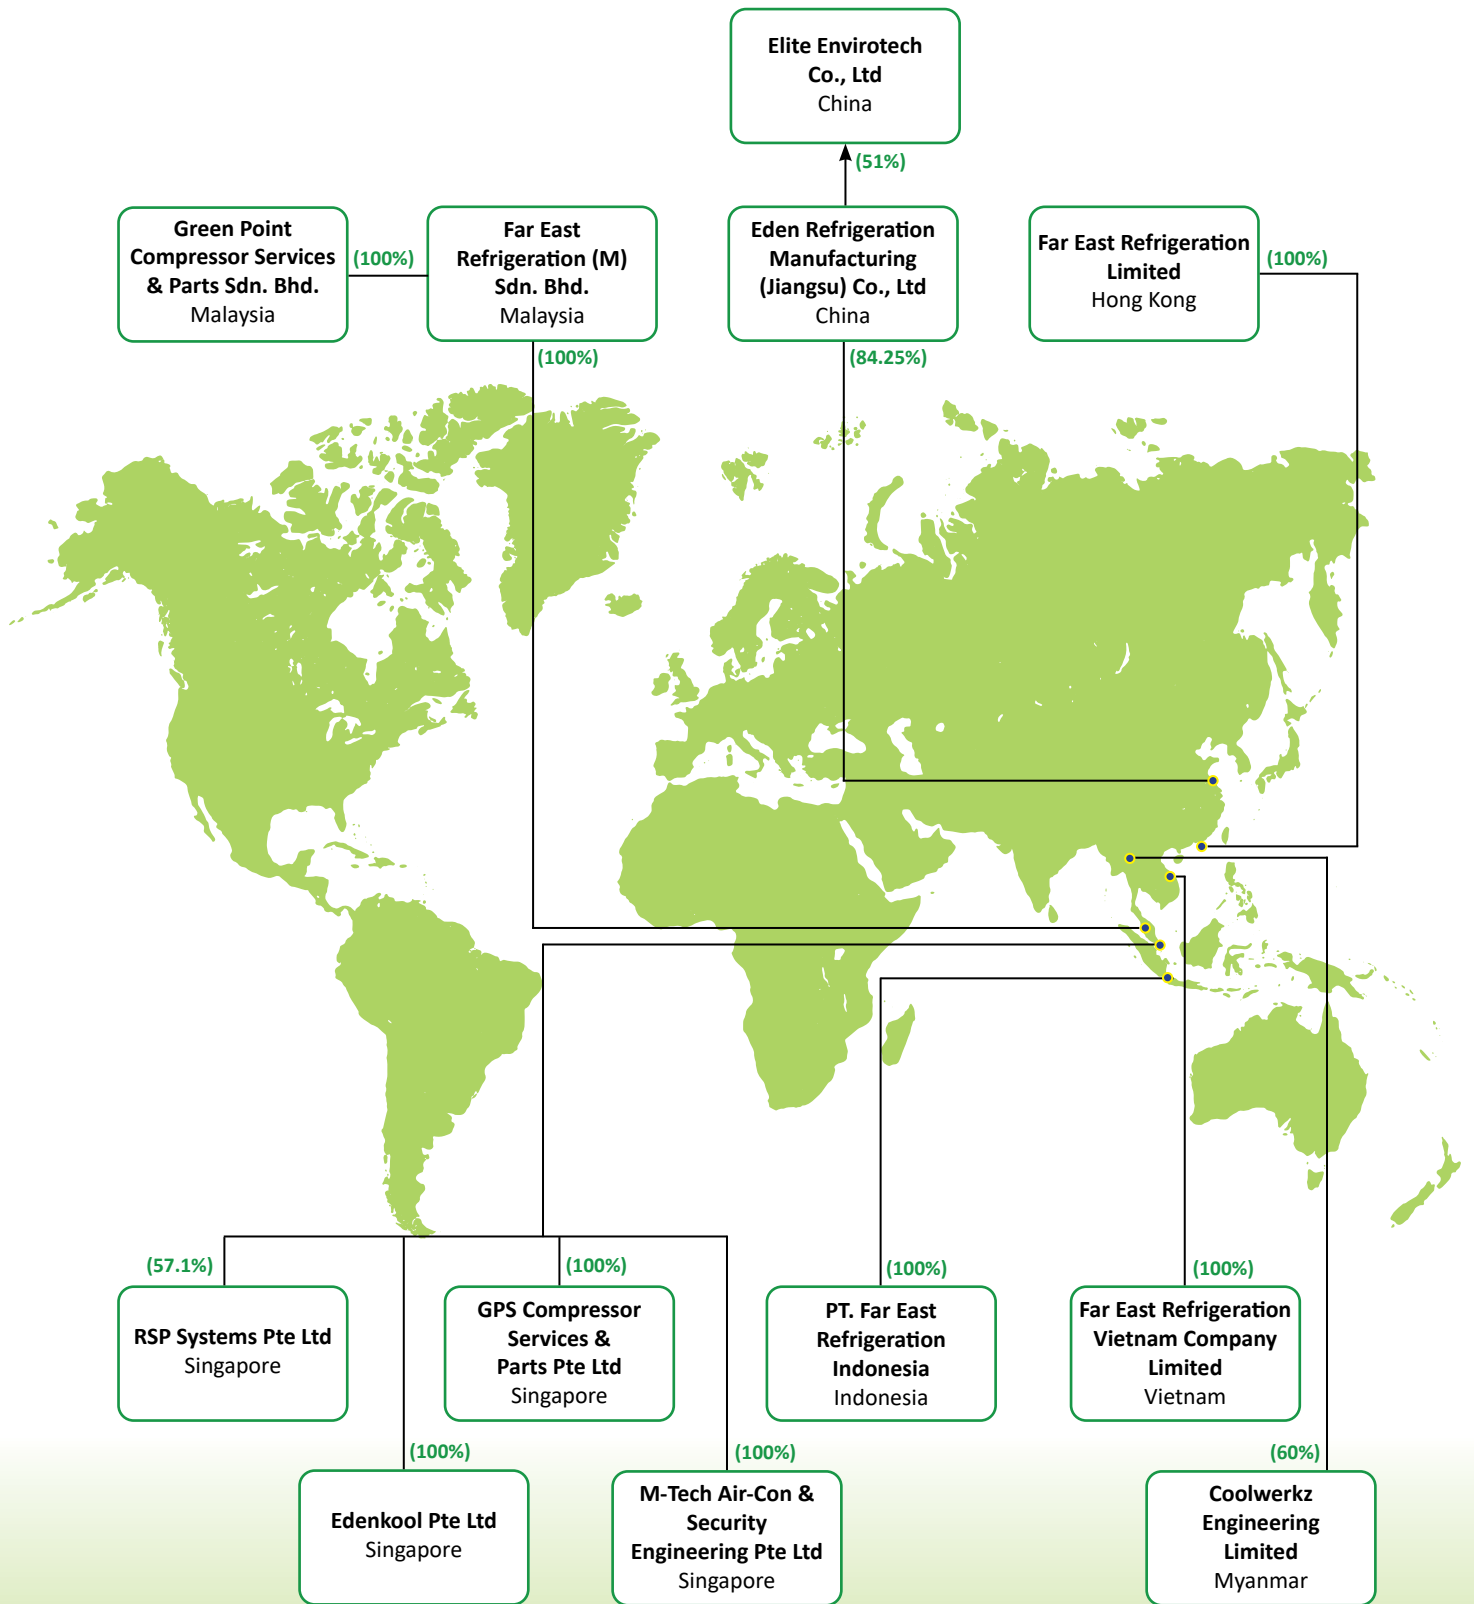 Elite Envirotech
Co., Ltd
China
(51%)
Green Point
Compressor Services
& Parts Sdn. Bhd.
Malaysia
(100%)
Far East
Refrigeration (M)
Sdn. Bhd.
Malaysia
(100%)
Eden Refrigeration
Manufacturing
(Jiangsu) Co., Ltd
China
(84.25%)
Far East Refrigeration
Limited
Hong Kong
(100%)
(57.1%)
RSP Systems Pte Ltd
Singapore
(100%)
GPS Compressor
Services &
Parts Pte Ltd
Singapore
(100%)
PT. Far East
Refrigeration
Indonesia
Indonesia
(100%)
Far East Refrigeration
Vietnam Company
Limited
Vietnam
(100%)
Edenkool Pte Ltd
Singapore
(100%)
M-Tech Air-Con &
Security
Engineering Pte Ltd
Singapore
(60%)
Coolwerkz
Engineering
Limited
Myanmar